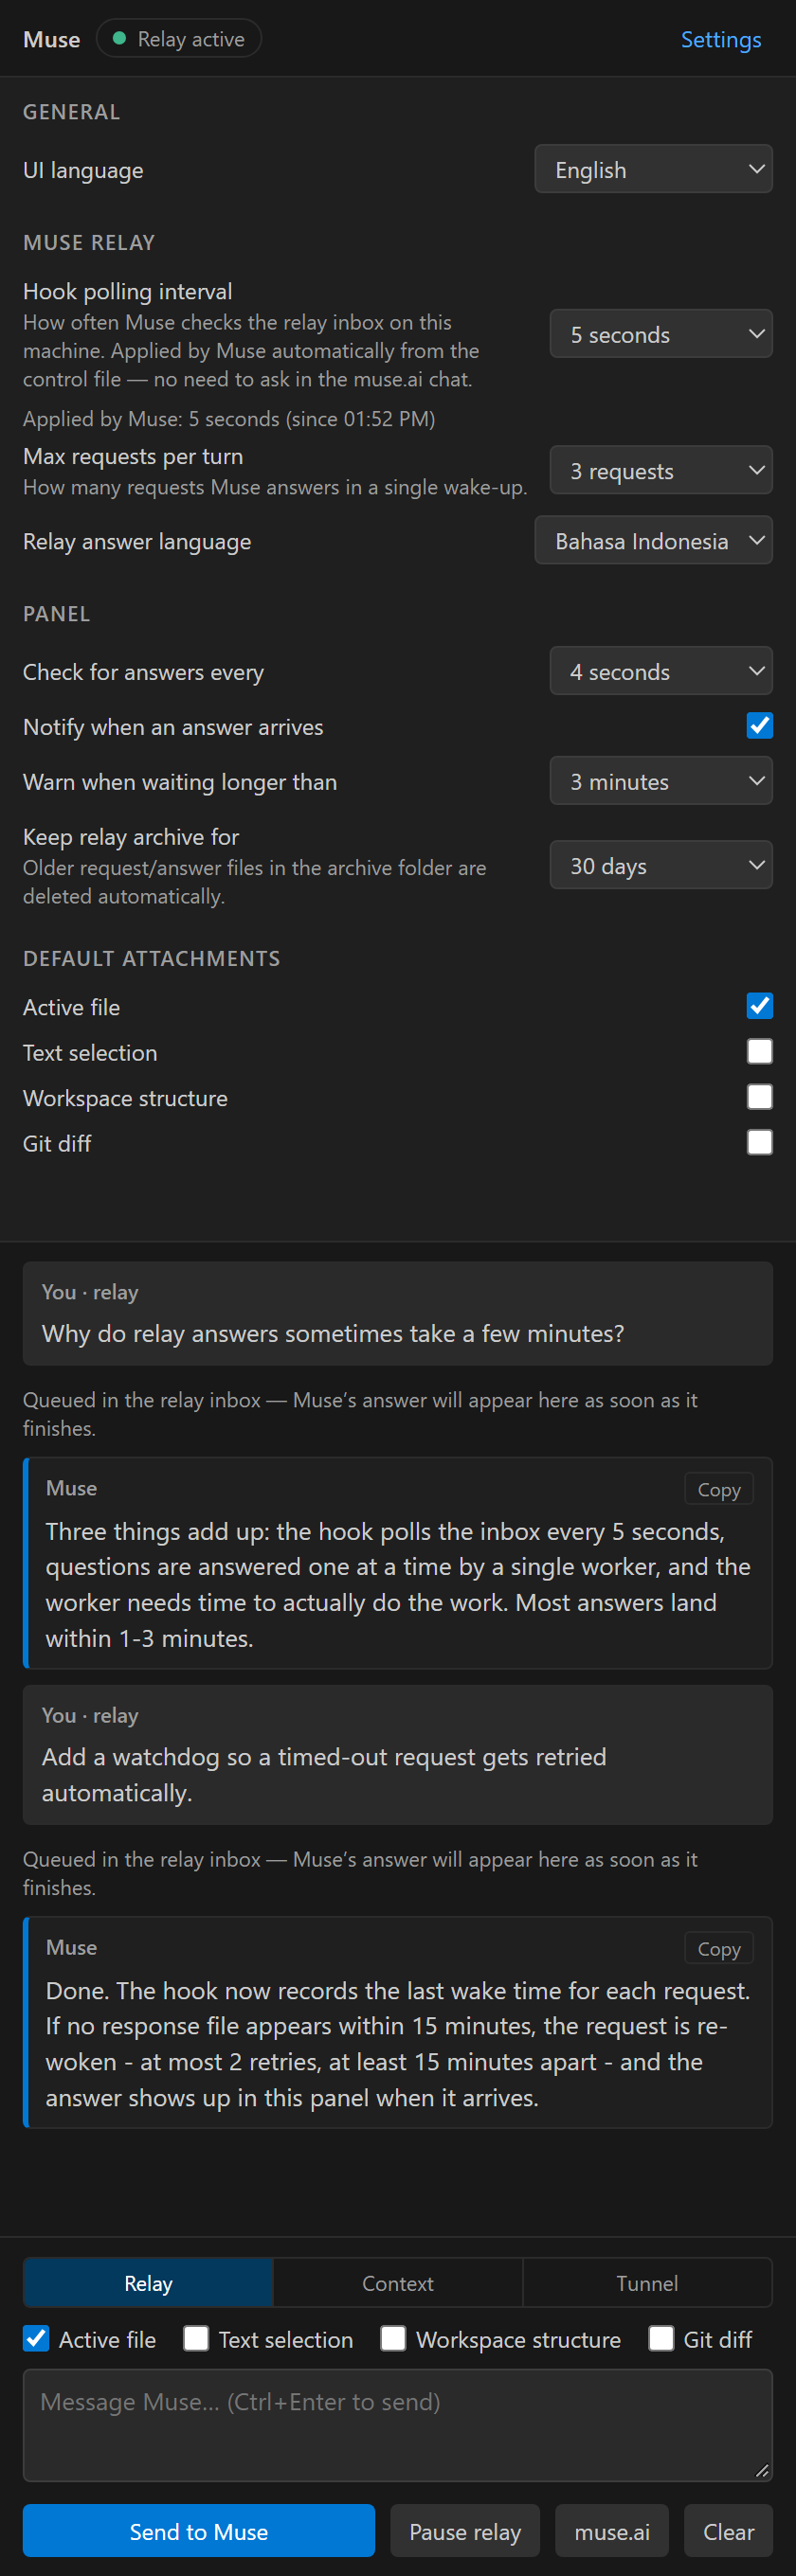 Muse
Relay active
Settings
GENERAL
UI language
English
MUSE RELAY
Hook polling interval
How often Muse checks the relay inbox on this
machine. Applied by Muse automatically from the
control file — no need to ask in the muse.ai chat.
5 seconds
Applied by Muse: 5 seconds (since 01:52 PM)
Max requests per turn
How many requests Muse answers in a single wake-up.
3 requests
Relay answer language
Bahasa Indonesia
PANEL
Check for answers every
4 seconds
Notify when an answer arrives
Warn when waiting longer than
3 minutes
Keep relay archive for
Older request/answer files in the archive folder are
deleted automatically.
30 days
DEFAULT ATTACHMENTS
Active file
Text selection
Workspace structure
Git diff
You · relay
Why do relay answers sometimes take a few minutes?
Queued in the relay inbox — Muse’s answer will appear here as soon as it
finishes.
Muse
Copy
Three things add up: the hook polls the inbox every 5 seconds,
questions are answered one at a time by a single worker, and the
worker needs time to actually do the work. Most answers land
within 1-3 minutes.
You · relay
Add a watchdog so a timed-out request gets retried
automatically.
Queued in the relay inbox — Muse’s answer will appear here as soon as it
finishes.
Muse
Copy
Done. The hook now records the last wake time for each request.
If no response file appears within 15 minutes, the request is re-
woken - at most 2 retries, at least 15 minutes apart - and the
answer shows up in this panel when it arrives.
Relay
Context
Tunnel
Active file
Text selection
Workspace structure
Git diff
Message Muse... (Ctrl+Enter to send)
Send to Muse
Pause relay
muse.ai
Clear